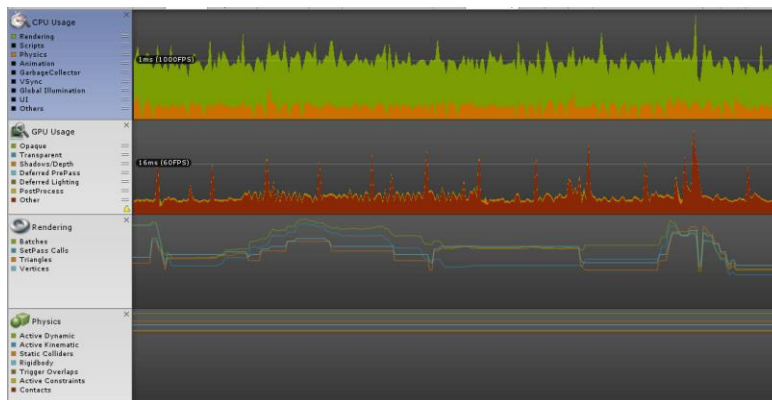 CPU Usage
Rendering
Scripts
Physics
Animation
GarbageCollector
VSync
Global Illumination
UI
Others
1ms (1000FPS)
GPU Usage
Opaque
Transparent
Shadows/Depth
Deferred PrePass
Deferred Lighting
PostProcess
Other
16ms (60FPS)
Rendering
Batches
SetPass Calls
Triangles
Vertices
Physics
Active Dynamic
Active Kinematic
Static Colliders
Rigidbody
Trigger Overlaps
Active Constraints
Contacts